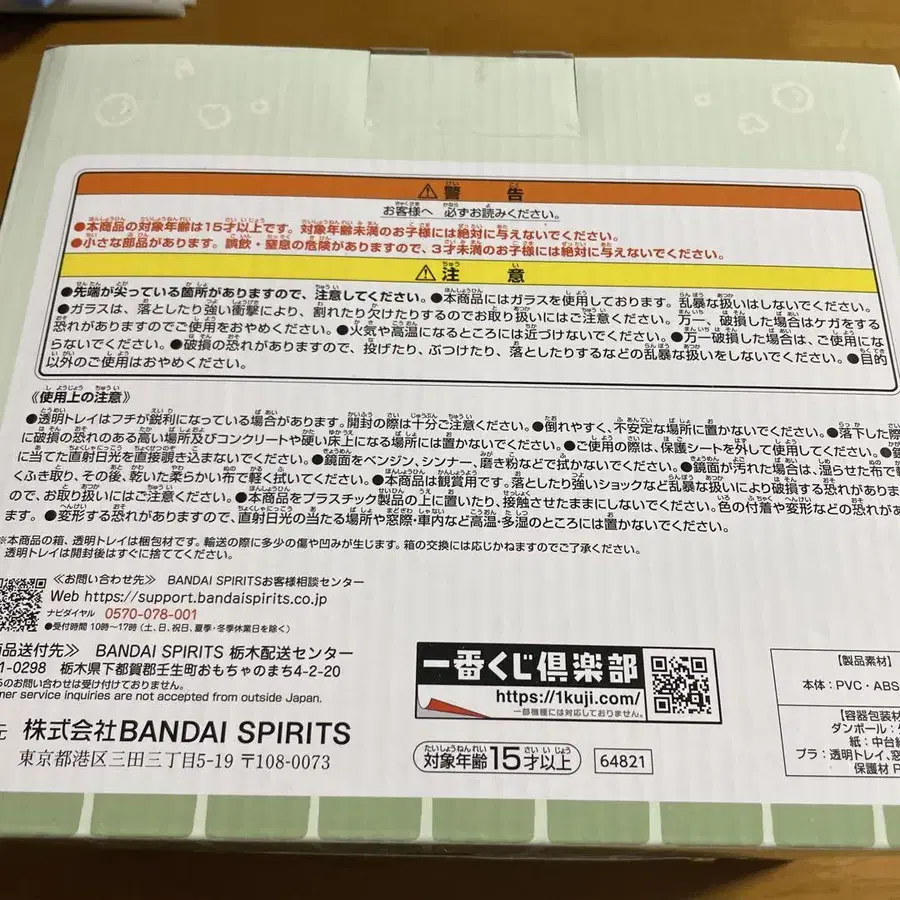 ⚠警告
お客様へ 必ずお読みください。
●本商品の対象年齢は15才以上です。対象年齢未満のお子様には絶対に与えないでください。
●小さな部品があります。誤飲・窒息の危険がありますので、3才未満のお子様には絶対に与えないでください。
⚠注意
●先端が尖っている箇所がありますので、注意してください。●本商品にはガラスを使用しております。乱暴な扱いはしないでください。
●ガラスは、落としたり強い衝撃により、割れたり欠けたりするのでお取り扱いにはご注意ください。万一、破損した場合はケガをする
恐れがありますのでご使用をおやめください。●火気や高温になるところには近づけないでください。●万一破損した場合は、ご使用にな
らないでください。●破損の恐れがありますので、投げたり、ぶつけたり、落としたりするなどの乱暴な扱いをしないでください。●目的
以外のご使用はおやめください。
《使用上の注意》
●透明トレイはフチが鋭利になっている場合があります。開封の際は十分ご注意ください。●倒れやすく、不安定な場所に置かないでください。●落下した際
に破損の恐れのある高い場所及びコンクリートや硬い床上になる場所には置かないでください。●ご使用の際は、保護シートを外して使用してください。●鏡
に当てた直射日光を直接覗き込まないでください。●鏡面をベンジン、シンナー、磨き粉などで拭かないでください。●鏡面が汚れた場合は、湿らせた布で軽
くふき取り、その後、乾いた柔らかい布で軽く拭いてください。●本商品は観賞用です。落としたり強いショックなど乱暴な扱いにより破損する恐れがありま
ので、お取り扱いにはご注意ください。●本商品をプラスチック製品の上に置いたり、接触させたままにしないでください。色の付着や変形などの恐れがあ
ます。●変形する恐れがありますので、直射日光の当たる場所や窓際・車内など高温・多湿のところには置かないでください。
※本商品の箱、透明トレイは梱包材です。輸送の際に多少の傷や凹みが生じます。箱の交換には応じかねますのでご了承ください。
透明トレイは開封後はすぐに捨ててください。
《お問い合わせ先》 BANDAI SPIRITSお客様相談センター
Web https://support.bandaispirits.co.jp
ナビダイヤル 0570-078-001
●受付時間 10時～17時(土、日、祝日、夏季・冬季休業日を除く)
品送付先》 BANDAI SPIRITS 栃木配送センター
1-0298 栃木県下都賀郡壬生町おもちゃのまち4-2-20
らのお問い合わせは受け付けておりません。
mer service inquiries are not accepted from outside Japan.
元 株式会社BANDAI SPIRITS
東京都港区三田三丁目5-19 〒108-0073
一番くじ倶楽部
https://1kuji.com/
一部機種には対応しておりません。
対象年齢15才以上
64821
【製品素材】
本体:PVC・ABS
【容器包装材
ダンボール:
紙:中台紙
プラ:透明トレイ、窓
保護材 P